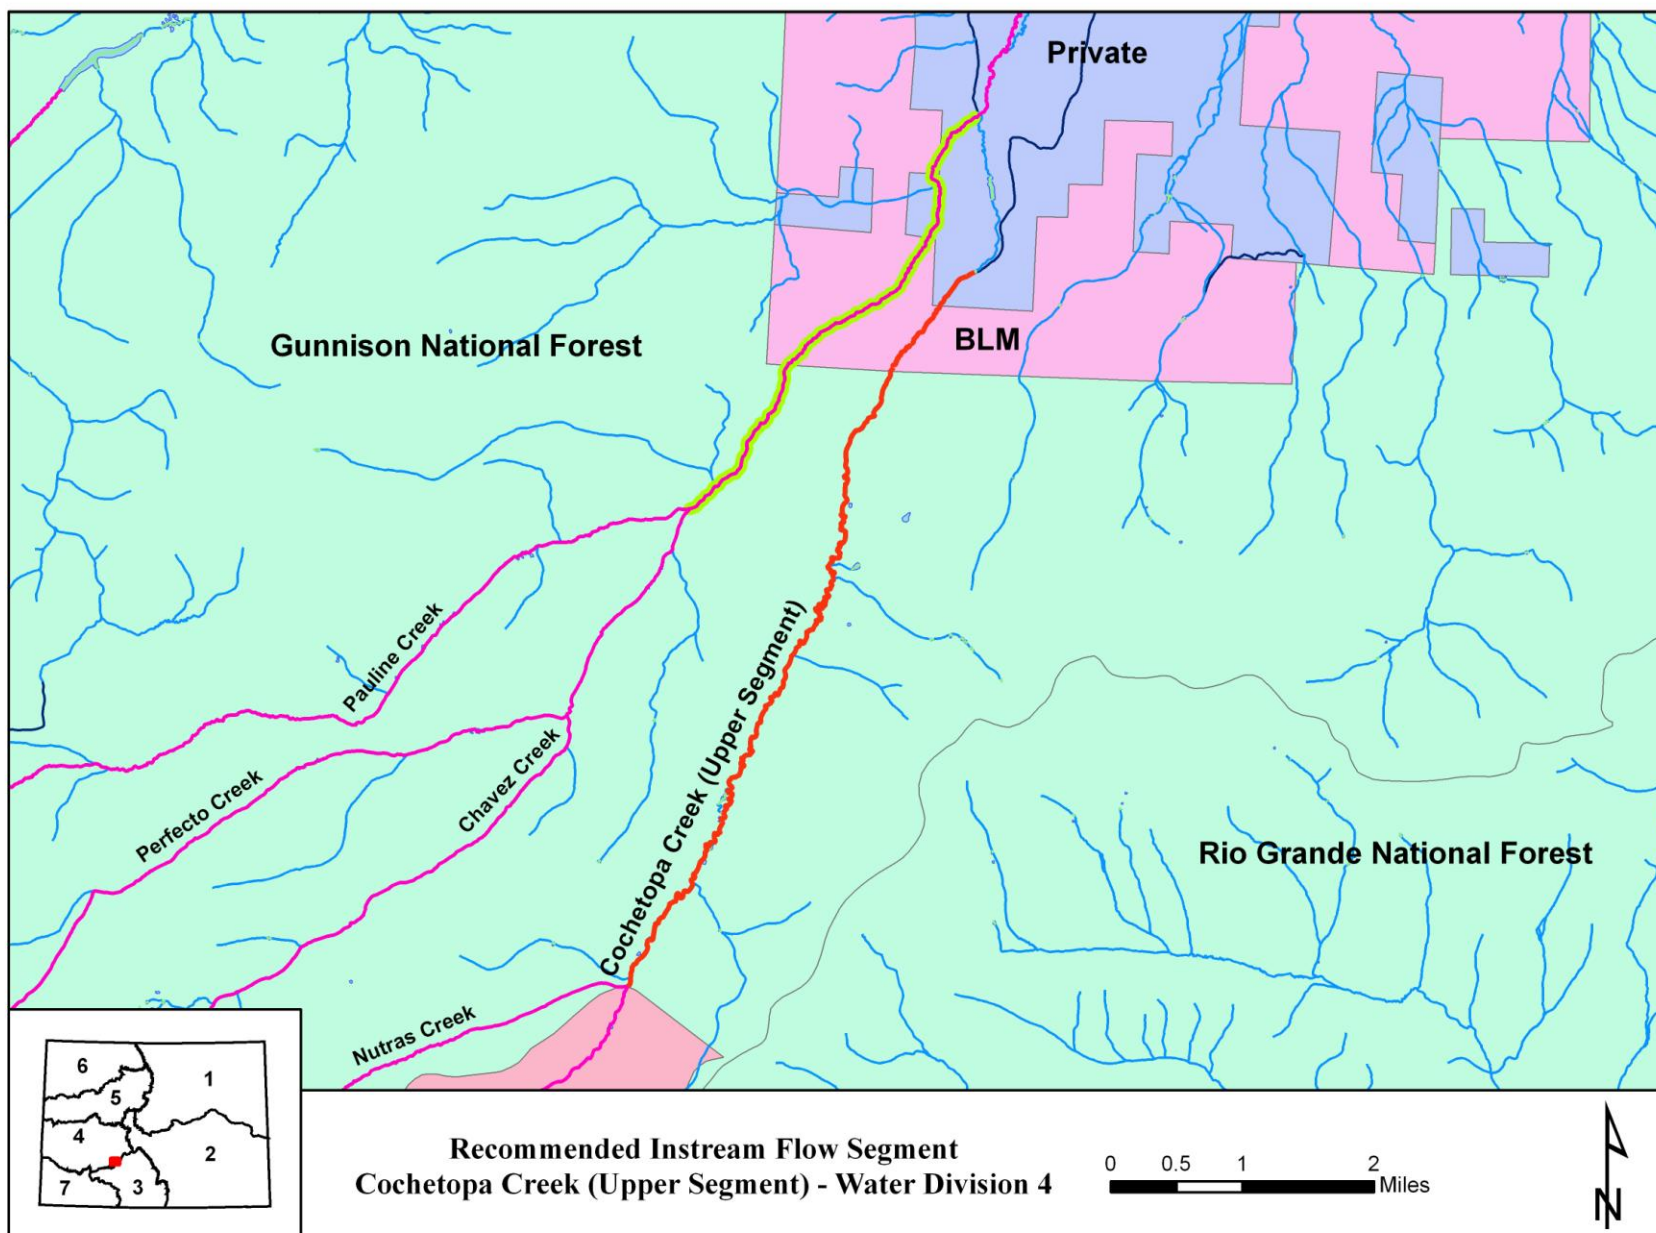 Private
Gunnison National Forest
BLM
Pauline Creek
Perfecto Creek
Chavez Creek
Cochetopa Creek (Upper Segment)
Rio Grande National Forest
Nutras Creek
6
1
5
4
2
7
3
Recommended Instream Flow Segment
Cochetopa Creek (Upper Segment) - Water Division 4
0 0.5 1 2
Miles
N